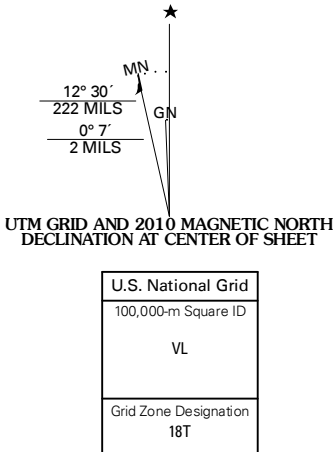 MN
GN
12° 30´
222 MILS
0° 7´
2 MILS
UTM GRID AND 2010 MAGNETIC NORTH
DECLINATION AT CENTER OF SHEET
U.S. National Grid
100,000-m Square ID
VL
Grid Zone Designation
18T